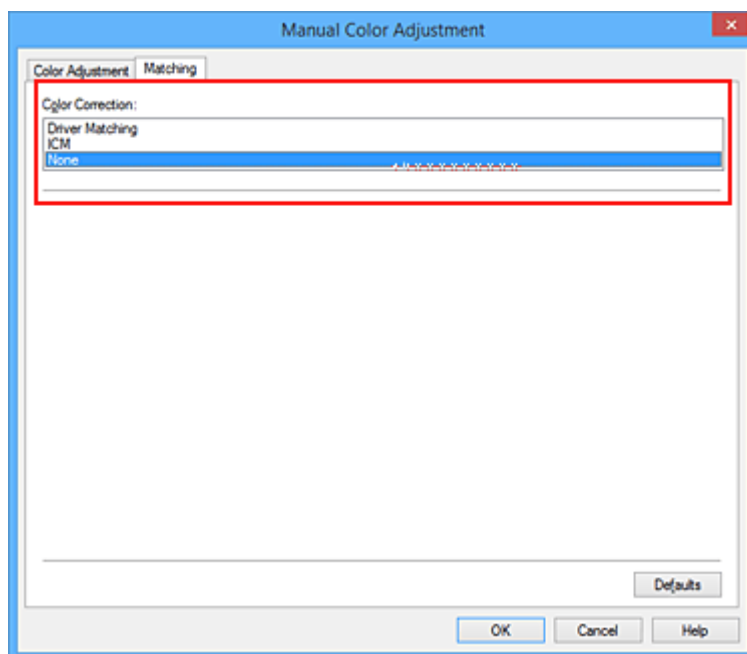 Manual Color Adjustment
Color Adjustment Matching
Color Correction:
Driver Matching
ICM
None
Defaults
OK Cancel Help